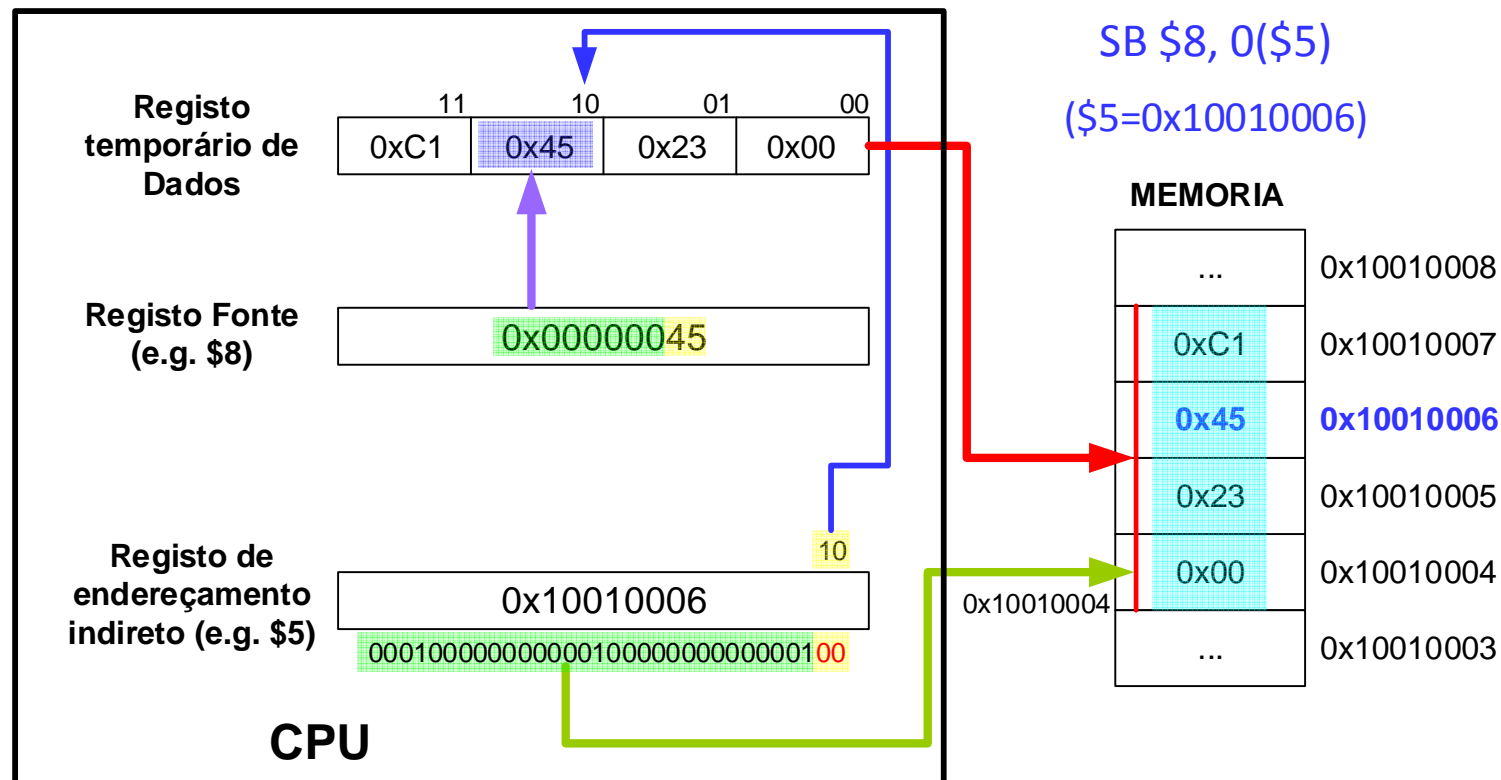 SB $8, 0($5)
($5=0x10010006)
Registo
temporário de
Dados
11 10 01 00
0xC1 0x45 0x23 0x00
Registo Fonte
(e.g. $8)
0x00000045
Registo de
endereçamento
indireto (e.g. $5)
10
0x10010006
00010000000000010000000000000100
CPU
MEMORIA
... 0x10010008
0xC1 0x10010007
0x45 0x10010006
0x23 0x10010005
0x00 0x10010004
0x10010004
... 0x10010003